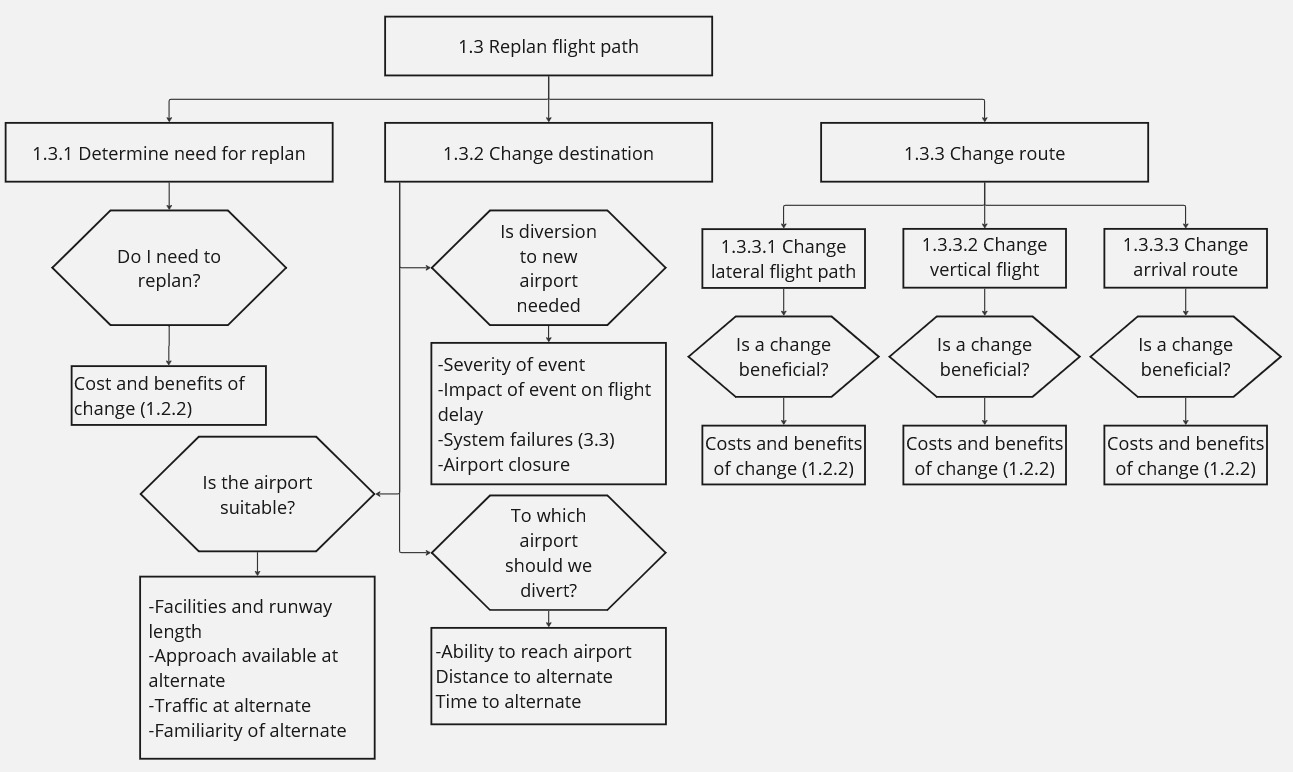 1.3 Replan flight path
1.3.1 Determine need for replan
1.3.2 Change destination
1.3.3 Change route
Do I need to
replan?
Cost and benefits of
change (1.2.2)
Is diversion
to new
airport
needed
-Severity of event
-Impact of event on flight
delay
-System failures (3.3)
-Airport closure
Is the airport
suitable?
-Facilities and runway
length
-Approach available at
alternate
-Traffic at alternate
-Familiarity of alternate
To which
airport
should we
divert?
-Ability to reach airport
Distance to alternate
Time to alternate
1.3.3.1 Change
lateral flight path
Is a change
beneficial?
Costs and benefits
of change (1.2.2)
1.3.3.2 Change
vertical flight
Is a change
beneficial?
Costs and benefits
of change (1.2.2)
1.3.3.3 Change
arrival route
Is a change
beneficial?
Costs and benefits
of change (1.2.2)